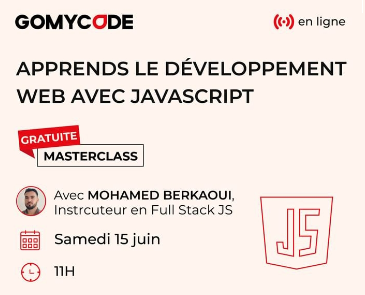 GOMYCODE
en ligne
APPRENDS LE DÉVELOPPEMENT
WEB AVEC JAVASCRIPT
GRATUITE
MASTERCLASS
Avec MOHAMED BERKAOUI,
Instrcuteur en Full Stack JS
Samedi 15 juin
11H
JS